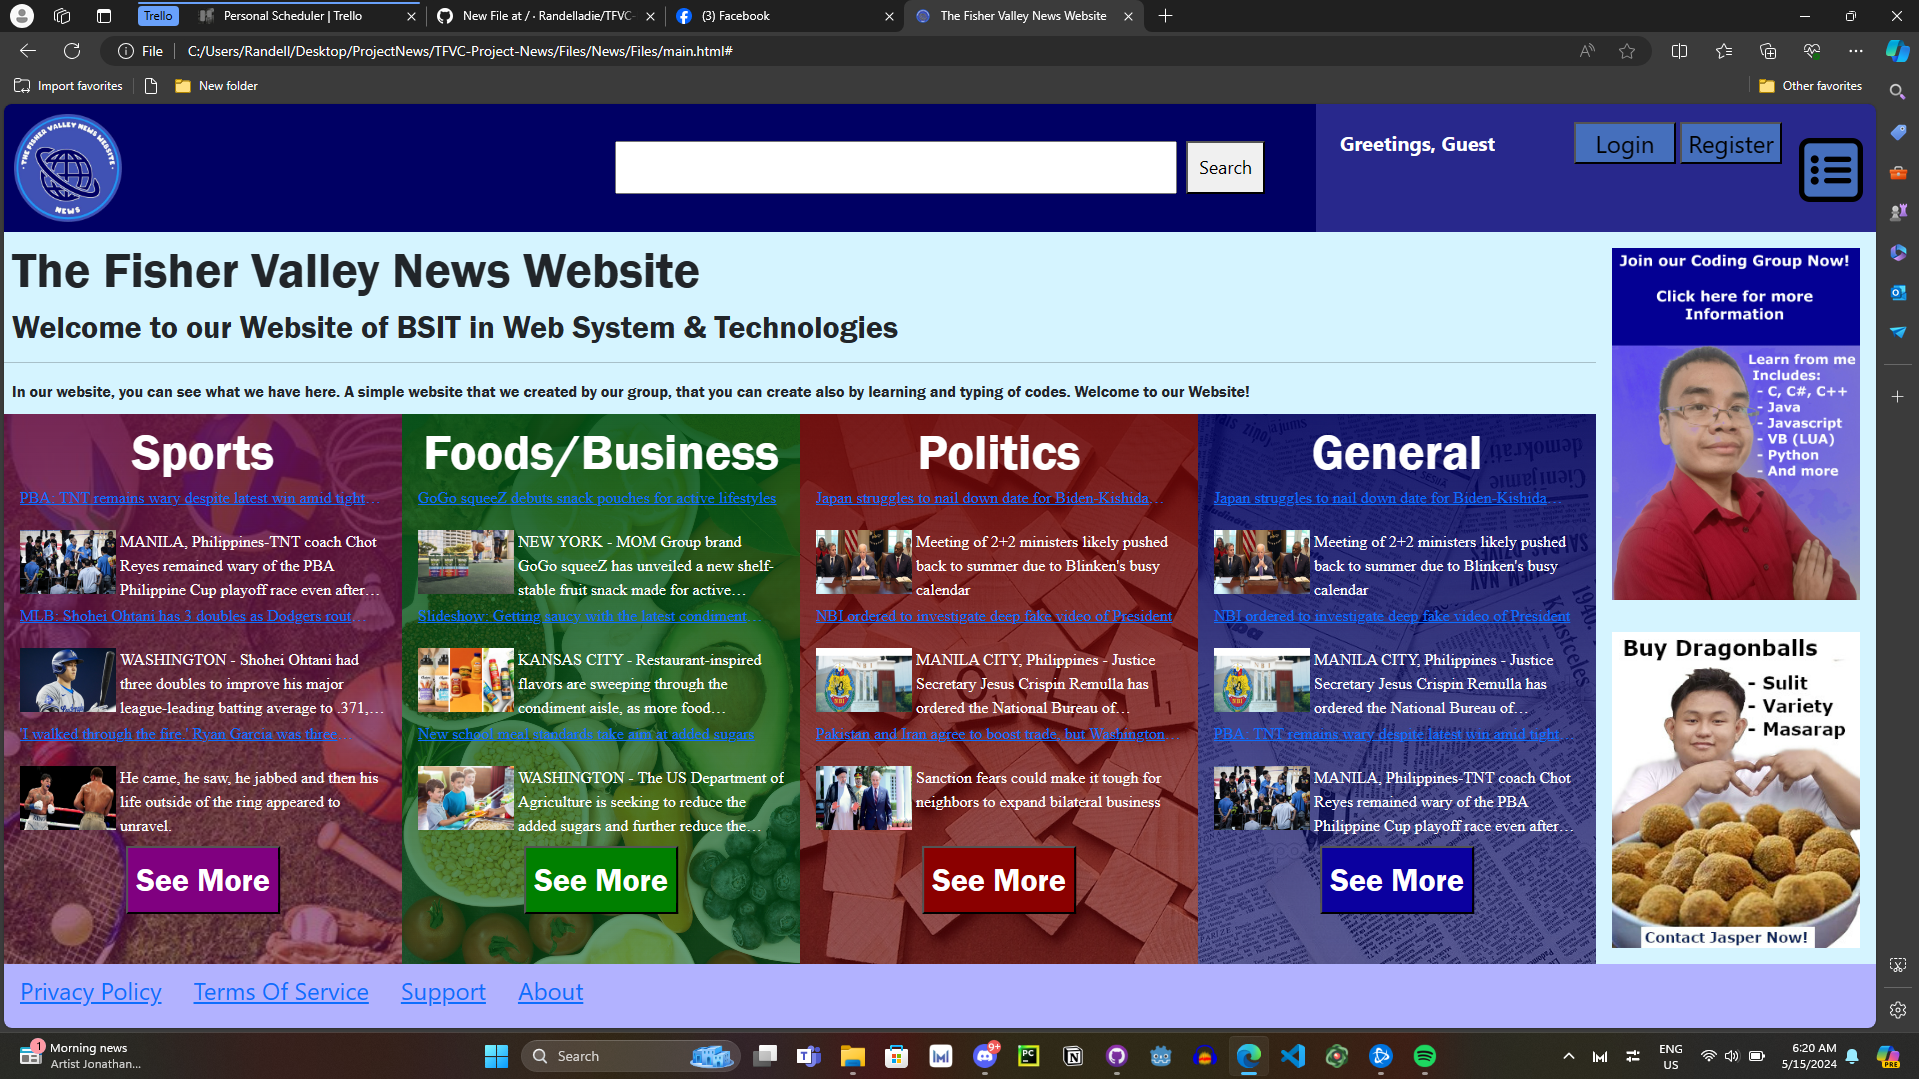 Trello
Personal Scheduler | Trello
New File at / · Randelladie/TFVC-
(3) Facebook
The Fisher Valley News Website
File
C:/Users/Randell/Desktop/ProjectNews/TFVC-Project-News/Files/News/Files/main.html#
Import favorites
New folder
Other favorites
THE FISHER VALLEY NEWS WEBSITE
NEWS
Search
Greetings, Guest
Login
Register
The Fisher Valley News Website
Welcome to our Website of BSIT in Web System & Technologies
In our website, you can see what we have here. A simple website that we created by our group, that you can create also by learning and typing of codes. Welcome to our Website!
Sports
PBA: TNT remains wary despite latest win amid tight…
MANILA, Philippines-TNT coach Chot
Reyes remained wary of the PBA
Philippine Cup playoff race even after…
MLB: Shohei Ohtani has 3 doubles as Dodgers rout…
WASHINGTON - Shohei Ohtani had
three doubles to improve his major
league-leading batting average to .371,…
'I walked through the fire.' Ryan Garcia was three…
He came, he saw, he jabbed and then his
life outside of the ring appeared to
unravel.
See More
Foods/Business
GoGo squeeZ debuts snack pouches for active lifestyles
NEW YORK - MOM Group brand
GoGo squeeZ has unveiled a new shelf-
stable fruit snack made for active…
Slideshow: Getting saucy with the latest condiment…
KANSAS CITY - Restaurant-inspired
flavors are sweeping through the
condiment aisle, as more food…
New school meal standards take aim at added sugars
WASHINGTON - The US Department of
Agriculture is seeking to reduce the
added sugars and further reduce the…
See More
Politics
Japan struggles to nail down date for Biden-Kishida…
Meeting of 2+2 ministers likely pushed
back to summer due to Blinken's busy
calendar
NBI ordered to investigate deep fake video of President
MANILA CITY, Philippines - Justice
Secretary Jesus Crispin Remulla has
ordered the National Bureau of…
Pakistan and Iran agree to boost trade, but Washington…
Sanction fears could make it tough for
neighbors to expand bilateral business
See More
General
Japan struggles to nail down date for Biden-Kishida…
Meeting of 2+2 ministers likely pushed
back to summer due to Blinken's busy
calendar
NBI ordered to investigate deep fake video of President
MANILA CITY, Philippines - Justice
Secretary Jesus Crispin Remulla has
ordered the National Bureau of…
PBA: TNT remains wary despite latest win amid tight…
MANILA, Philippines-TNT coach Chot
Reyes remained wary of the PBA
Philippine Cup playoff race even after…
See More
Join our Coding Group Now!
Click here for more
Information
Learn from me
Includes:
- C, C#, C++
- Java
- Javascript
- VB (LUA)
- Python
- And more
Buy Dragonballs
- Sulit
- Variety
- Masarap
Contact Jasper Now!
Privacy Policy
Terms Of Service
Support
About
1
Morning news
Artist Jonathan...
Search
9+
PC
ENG
US
6:20 AM
5/15/2024
PRE